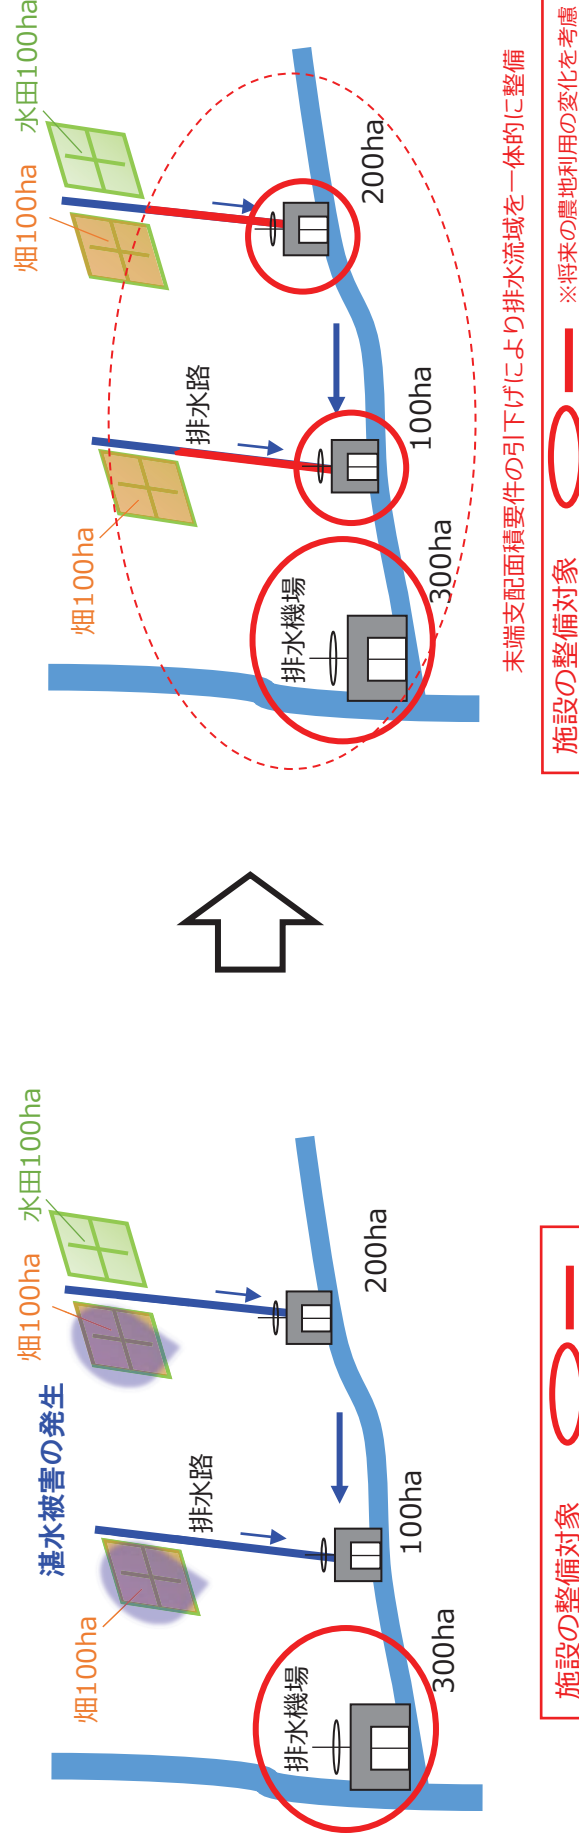 湛水被害の発生
畑100ha
畑100ha
水田100ha
排水路
排水機場
300ha
100ha
200ha
施設の整備対象
畑100ha
畑100ha
水田100ha
排水路
排水機場
300ha
100ha
200ha
末端支配面積要件の引下げにより排水流域を一体的に整備
施設の整備対象
※将来の農地利用の変化を考慮